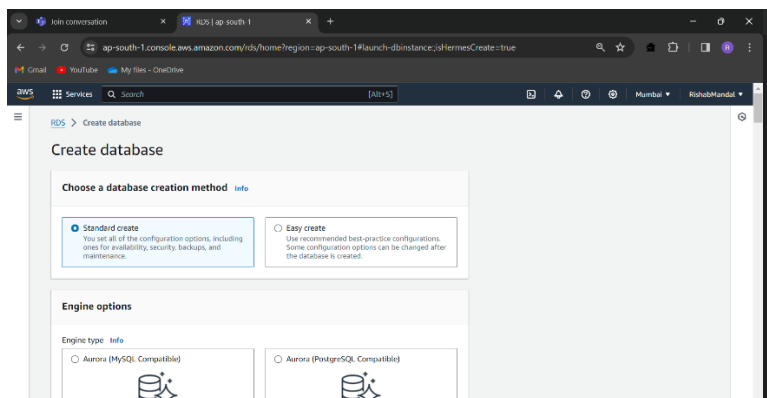 Join conversation
RDS | ap-south-1
ap-south-1.console.aws.amazon.com/rds/home?region=ap-south-1#launch-dbinstance:;isHermesCreate=true
R
Gmail
YouTube
My files - OneDrive
aws
Services
Search
[Alt+S]
Mumbai
RishabMandal
RDS > Create database
Create database
Choose a database creation method Info
Standard create
You set all of the configuration options, including
ones for availability, security, backups, and
maintenance.
Easy create
Use recommended best-practice configurations.
Some configuration options can be changed after
the database is created.
Engine options
Engine type Info
Aurora (MySQL Compatible)
Aurora (PostgreSQL Compatible)